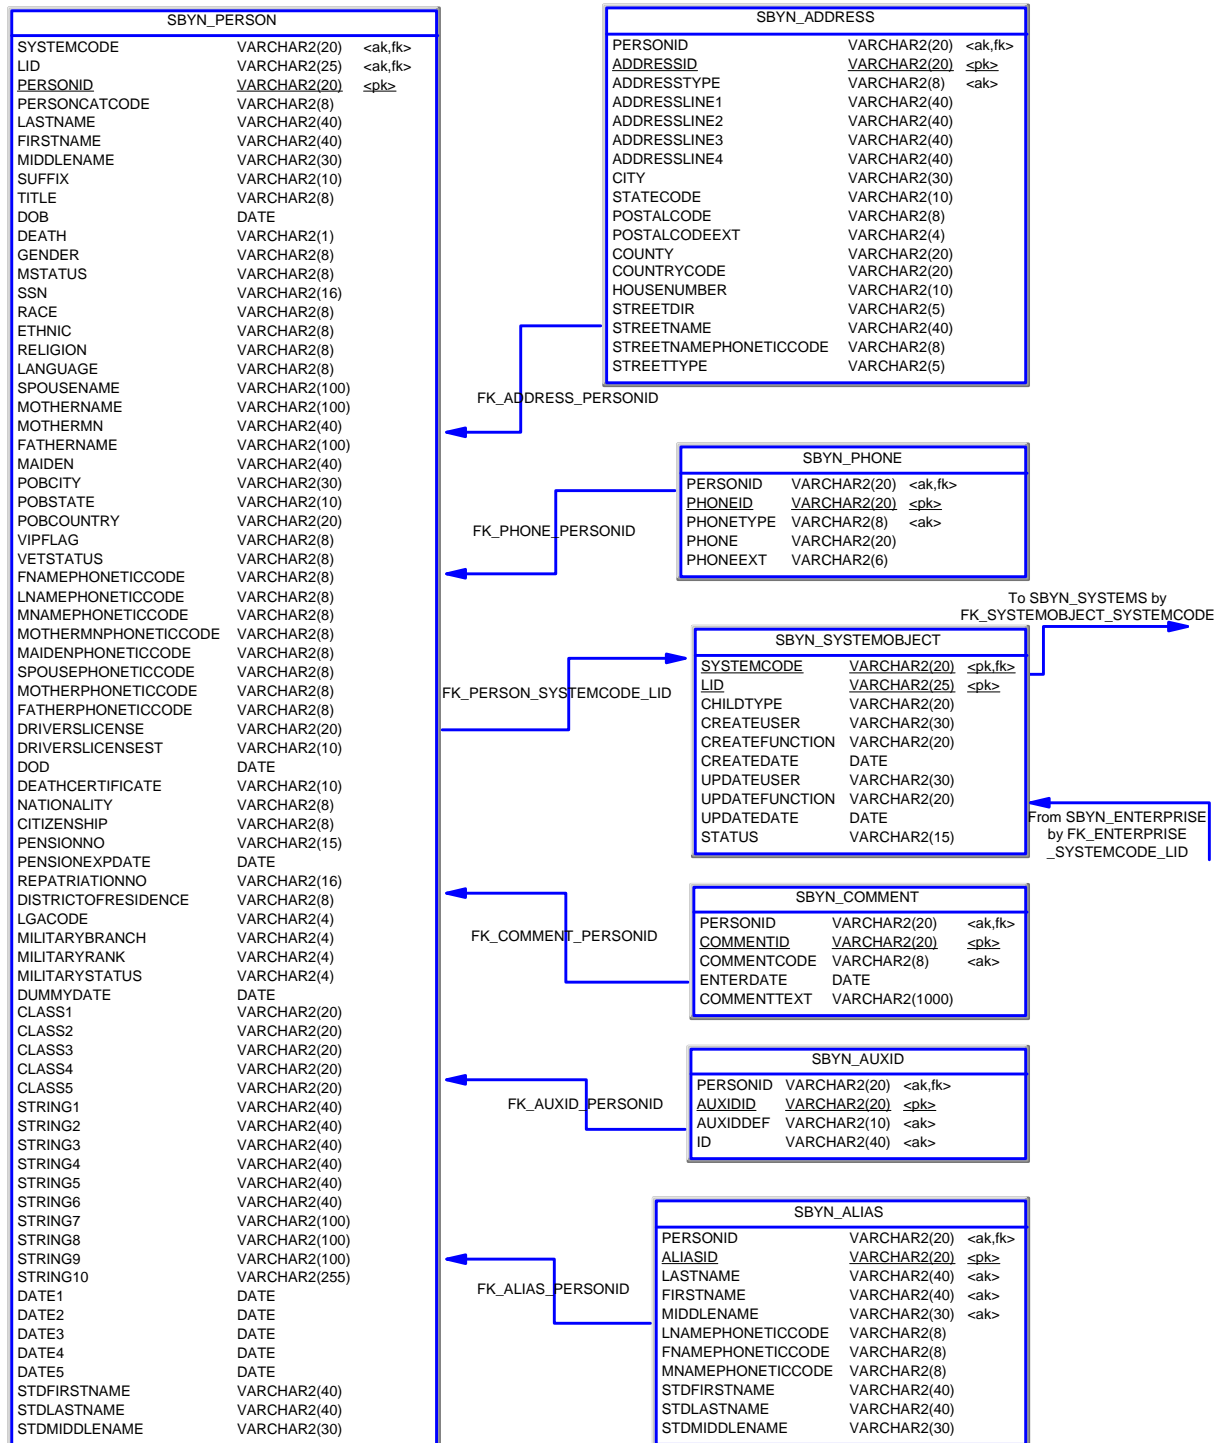 SBYN_PERSON
SYSTEMCODE VARCHAR2(20) <ak,fk>
LID VARCHAR2(25) <ak,fk>
PERSONID VARCHAR2(20) <pk>
PERSONCATCODE VARCHAR2(8)
LASTNAME VARCHAR2(40)
FIRSTNAME VARCHAR2(40)
MIDDLENAME VARCHAR2(30)
SUFFIX VARCHAR2(10)
TITLE VARCHAR2(8)
DOB DATE
DEATH VARCHAR2(1)
GENDER VARCHAR2(8)
MSTATUS VARCHAR2(8)
SSN VARCHAR2(16)
RACE VARCHAR2(8)
ETHNIC VARCHAR2(8)
RELIGION VARCHAR2(8)
LANGUAGE VARCHAR2(8)
SPOUSENAME VARCHAR2(100)
MOTHERNAME VARCHAR2(100)
MOTHERMN VARCHAR2(40)
FATHERNAME VARCHAR2(100)
MAIDEN VARCHAR2(40)
POBCITY VARCHAR2(30)
POBSTATE VARCHAR2(10)
POBCOUNTRY VARCHAR2(20)
VIPFLAG VARCHAR2(8)
VETSTATUS VARCHAR2(8)
FNAMEPHONETICCODE VARCHAR2(8)
LNAMEPHONETICCODE VARCHAR2(8)
MNAMEPHONETICCODE VARCHAR2(8)
MOTHERMNPHONETICCODE VARCHAR2(8)
MAIDENPHONETICCODE VARCHAR2(8)
SPOUSEPHONETICCODE VARCHAR2(8)
MOTHERPHONETICCODE VARCHAR2(8)
FATHERPHONETICCODE VARCHAR2(8)
DRIVERSLICENSE VARCHAR2(20)
DRIVERSLICENSEST VARCHAR2(10)
DOD DATE
DEATHCERTIFICATE VARCHAR2(10)
NATIONALITY VARCHAR2(8)
CITIZENSHIP VARCHAR2(8)
PENSIONNO VARCHAR2(15)
PENSIONEXPDATE DATE
REPATRIATIONNO VARCHAR2(16)
DISTRICTOFRESIDENCE VARCHAR2(8)
LGACODE VARCHAR2(4)
MILITARYBRANCH VARCHAR2(4)
MILITARYRANK VARCHAR2(4)
MILITARYSTATUS VARCHAR2(4)
DUMMYDATE DATE
CLASS1 VARCHAR2(20)
CLASS2 VARCHAR2(20)
CLASS3 VARCHAR2(20)
CLASS4 VARCHAR2(20)
CLASS5 VARCHAR2(20)
STRING1 VARCHAR2(40)
STRING2 VARCHAR2(40)
STRING3 VARCHAR2(40)
STRING4 VARCHAR2(40)
STRING5 VARCHAR2(40)
STRING6 VARCHAR2(40)
STRING7 VARCHAR2(100)
STRING8 VARCHAR2(100)
STRING9 VARCHAR2(100)
STRING10 VARCHAR2(255)
DATE1 DATE
DATE2 DATE
DATE3 DATE
DATE4 DATE
DATE5 DATE
STDFIRSTNAME VARCHAR2(40)
STDLASTNAME VARCHAR2(40)
STDMIDDLENAME VARCHAR2(30)
SBYN_ADDRESS
PERSONID VARCHAR2(20) <ak,fk>
ADDRESSID VARCHAR2(20) <pk>
ADDRESSTYPE VARCHAR2(8) <ak>
ADDRESSLINE1 VARCHAR2(40)
ADDRESSLINE2 VARCHAR2(40)
ADDRESSLINE3 VARCHAR2(40)
ADDRESSLINE4 VARCHAR2(40)
CITY VARCHAR2(30)
STATECODE VARCHAR2(10)
POSTALCODE VARCHAR2(8)
POSTALCODEEXT VARCHAR2(4)
COUNTY VARCHAR2(20)
COUNTRYCODE VARCHAR2(20)
HOUSENUMBER VARCHAR2(10)
STREETDIR VARCHAR2(5)
STREETNAME VARCHAR2(40)
STREETNAMEPHONETICCODE VARCHAR2(8)
STREETTYPE VARCHAR2(5)
FK_ADDRESS_PERSONID
SBYN_PHONE
PERSONID VARCHAR2(20) <ak,fk>
PHONEID VARCHAR2(20) <pk>
PHONETYPE VARCHAR2(8) <ak>
PHONE VARCHAR2(20)
PHONEEXT VARCHAR2(6)
FK_PHONE_PERSONID
To SBYN_SYSTEMS by
FK_SYSTEMOBJECT_SYSTEMCODE
SBYN_SYSTEMOBJECT
SYSTEMCODE VARCHAR2(20) <pk,fk>
LID VARCHAR2(25) <pk>
CHILDTYPE VARCHAR2(20)
CREATEUSER VARCHAR2(30)
CREATEFUNCTION VARCHAR2(20)
CREATEDATE DATE
UPDATEUSER VARCHAR2(30)
UPDATEFUNCTION VARCHAR2(20)
UPDATEDATE DATE
STATUS VARCHAR2(15)
FK_PERSON_SYSTEMCODE_LID
From SBYN_ENTERPRISE
by FK_ENTERPRISE
_SYSTEMCODE_LID
SBYN_COMMENT
PERSONID VARCHAR2(20) <ak,fk>
COMMENTID VARCHAR2(20) <pk>
COMMENTCODE VARCHAR2(8) <ak>
ENTERDATE DATE
COMMENTTEXT VARCHAR2(1000)
FK_COMMENT_PERSONID
SBYN_AUXID
PERSONID VARCHAR2(20) <ak,fk>
AUXIDID VARCHAR2(20) <pk>
AUXIDDEF VARCHAR2(10) <ak>
ID VARCHAR2(40) <ak>
FK_AUXID_PERSONID
SBYN_ALIAS
PERSONID VARCHAR2(20) <ak,fk>
ALIASID VARCHAR2(20) <pk>
LASTNAME VARCHAR2(40) <ak>
FIRSTNAME VARCHAR2(40) <ak>
MIDDLENAME VARCHAR2(30) <ak>
LNAMEPHONETICCODE VARCHAR2(8)
FNAMEPHONETICCODE VARCHAR2(8)
MNAMEPHONETICCODE VARCHAR2(8)
STDFIRSTNAME VARCHAR2(40)
STDLASTNAME VARCHAR2(40)
STDMIDDLENAME VARCHAR2(30)
FK_ALIAS_PERSONID